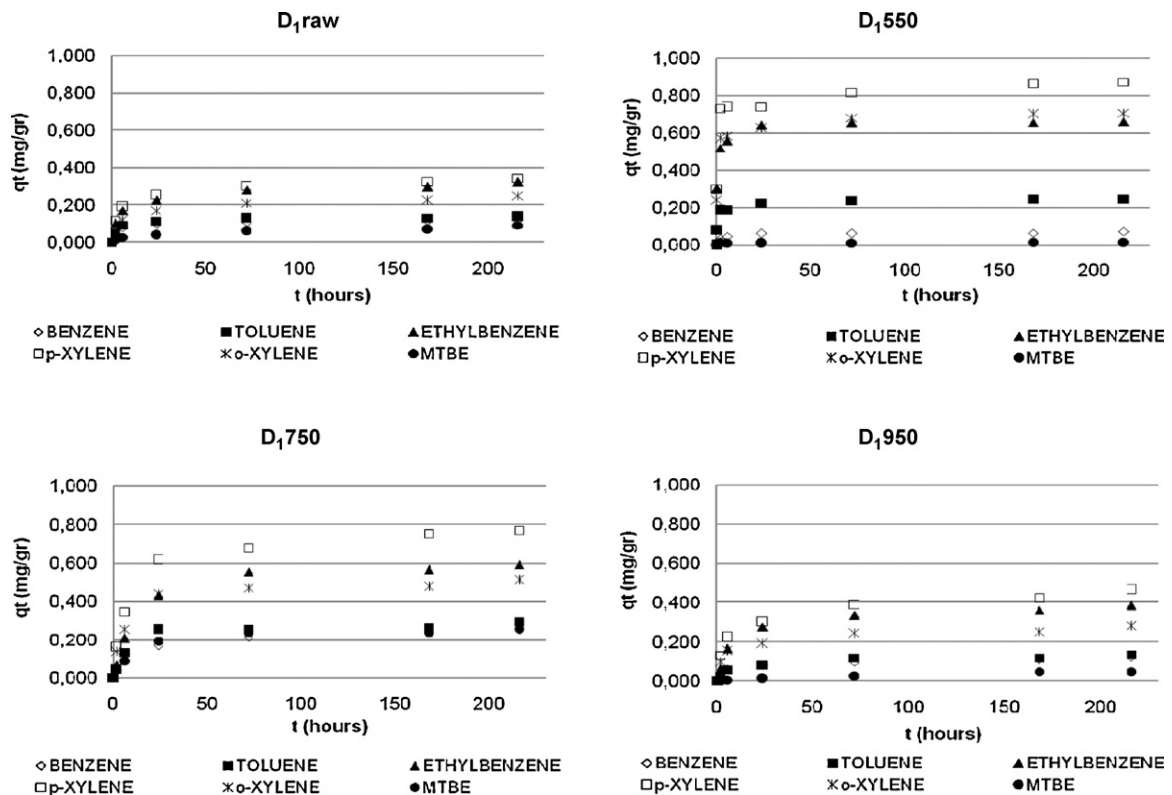 D₁raw
1,000
0,800
0,600
0,400
0,200
0,000
qt (mg/gr)
0 50 100 150 200
t (hours)
BENZENE TOLUENE ETHYLBENZENE
p-XYLENE o-XYLENE MTBE
D₁550
1,000
0,800
0,600
0,400
0,200
0,000
qt (mg/gr)
0 50 100 150 200
t (hours)
BENZENE TOLUENE ETHYLBENZENE
p-XYLENE o-XYLENE MTBE
D₁750
1,000
0,800
0,600
0,400
0,200
0,000
qt (mg/gr)
0 50 100 150 200
t (hours)
BENZENE TOLUENE ETHYLBENZENE
p-XYLENE o-XYLENE MTBE
D₁950
1,000
0,800
0,600
0,400
0,200
0,000
qt (mg/gr)
0 50 100 150 200
t (hours)
BENZENE TOLUENE ETHYLBENZENE
p-XYLENE o-XYLENE MTBE